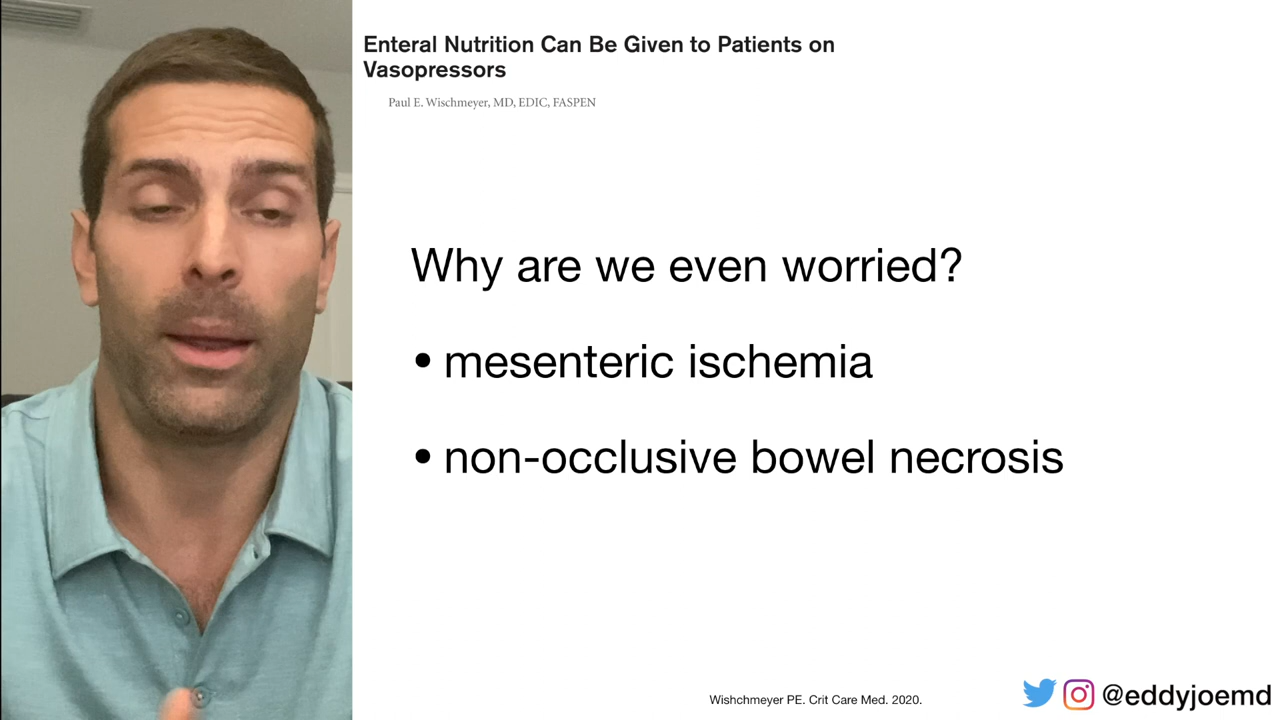 Enteral Nutrition Can Be Given to Patients on
Vasopressors
Paul E. Wischmeyer, MD, EDIC, FASPEN
Why are we even worried?
• mesenteric ischemia
• non-occlusive bowel necrosis
Wishchmeyer PE. Crit Care Med. 2020.
@eddyjoemd